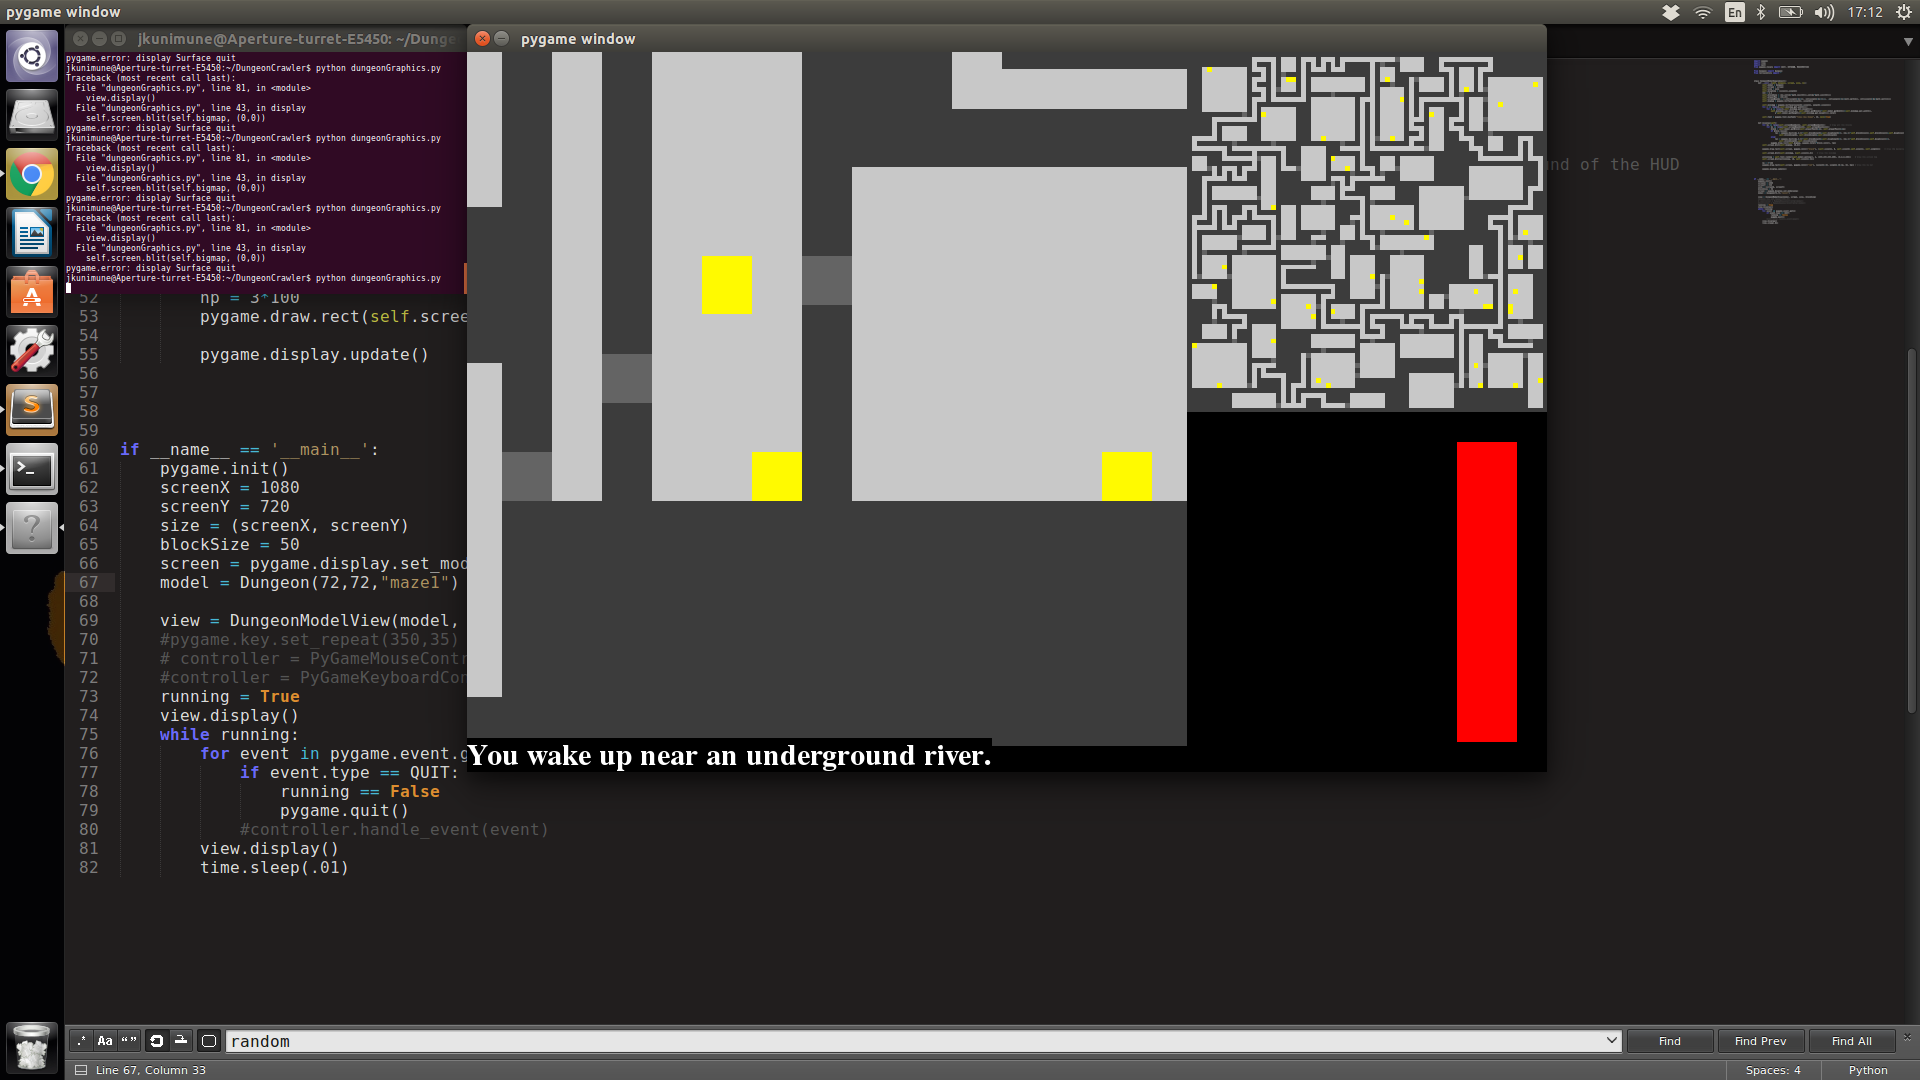 pygame window
En
17:12
jkunimune@Aperture-turret-E5450: ~/Dunge
pygame window
pygame.error: display Surface quit
jkunimune@Aperture-turret-E5450:~/DungeonCrawler$ python dungeonGraphics.py
Traceback (most recent call last):
  File "dungeonGraphics.py", line 81, in <module>
    view.display()
  File "dungeonGraphics.py", line 43, in display
    self.screen.blit(self.bigmap, (0,0))
pygame.error: display Surface quit
jkunimune@Aperture-turret-E5450:~/DungeonCrawler$ python dungeonGraphics.py
Traceback (most recent call last):
  File "dungeonGraphics.py", line 81, in <module>
    view.display()
  File "dungeonGraphics.py", line 43, in display
    self.screen.blit(self.bigmap, (0,0))
pygame.error: display Surface quit
jkunimune@Aperture-turret-E5450:~/DungeonCrawler$ python dungeonGraphics.py
Traceback (most recent call last):
  File "dungeonGraphics.py", line 81, in <module>
    view.display()
  File "dungeonGraphics.py", line 43, in display
    self.screen.blit(self.bigmap, (0,0))
pygame.error: display Surface quit
jkunimune@Aperture-turret-E5450:~/DungeonCrawler$ python dungeonGraphics.py
nd of the HUD
52 hp = 3*100
53 pygame.draw.rect(self.scree
54
55 pygame.display.update()
56
57
58
59
60 if __name__ == '__main__':
61 pygame.init()
62 screenX = 1080
63 screenY = 720
64 size = (screenX, screenY)
65 blockSize = 50
66 screen = pygame.display.set_mod
67 model = Dungeon(72,72,"maze1")
68
69 view = DungeonModelView(model,
70 #pygame.key.set_repeat(350,35)
71 # controller = PyGameMouseContr
72 #controller = PyGameKeyboardCon
73 running = True
74 view.display()
75 while running:
76 for event in pygame.event.g
77 if event.type == QUIT:
78 running == False
79 pygame.quit()
80 #controller.handle_event(event)
81 view.display()
82 time.sleep(.01)
You wake up near an underground river.
.* Aa “” random Find Find Prev Find All
Line 67, Column 33 Spaces: 4 Python